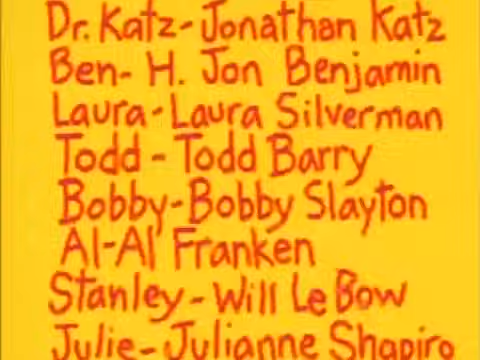 Dr. Katz- Jonathan Katz
Ben- H. Jon Benjamin
Laura-Laura Silverman
Todd - Todd Barry
Bobby-Bobby Slayton
Al-Al Franken
Stanley - Will Le Bow
Julie- Julianne Shapiro